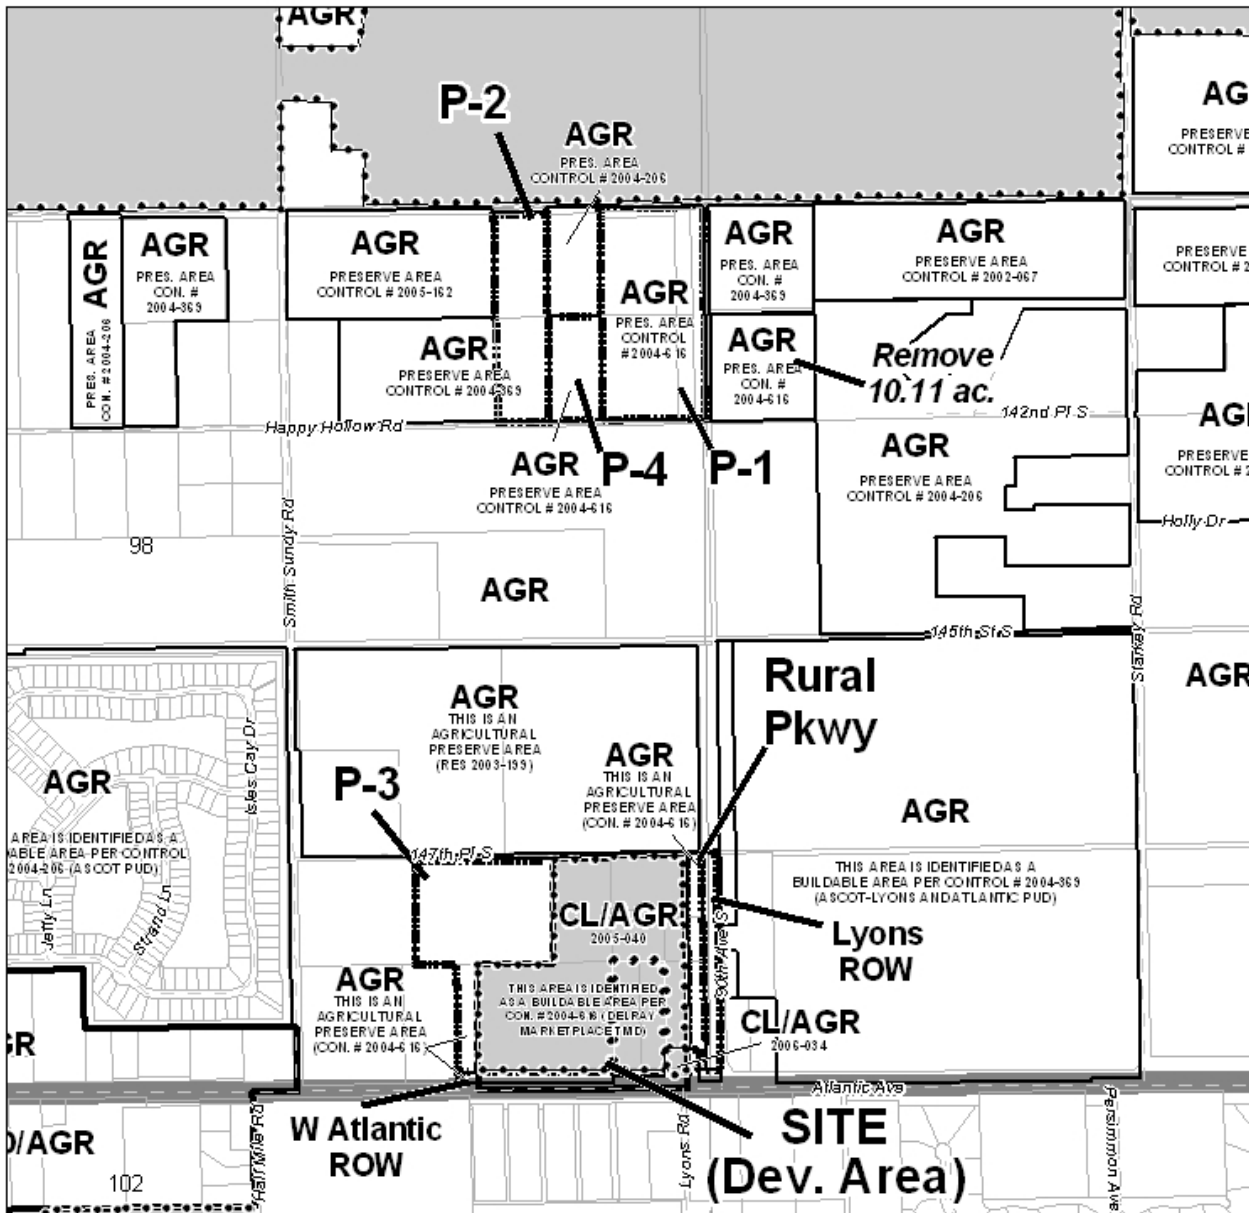 AGR
AG
PRESERVE
CONTROL #
P-2
AGR
PRES. AREA
CONTROL # 2004-206
AGR
PRES. AREA
CON. # 2004-206
AGR
PRES. AREA
CON. #
2004-369
AGR
PRESERVE AREA
CONTROL # 2005-162
AGR
PRES. AREA
CONTROL
# 2004-616
AGR
PRES. AREA
CON. #
2004-369
AGR
PRESERVE AREA
CONTROL # 2002-067
PRESERVE
CONTROL # 2
AGR
PRESERVE AREA
CONTROL # 2004-369
AGR
PRES. AREA
CON. #
2004-616
Remove
10.11 ac.
142nd Pl S
Happy Hollow Rd
AGR
PRESERVE AREA
CONTROL # 2004-616
P-4
P-1
AGR
PRESERVE AREA
CONTROL # 2004-206
PRESERVE
CONTROL # 2
Holly Dr
98
Smith Sundy Rd
AGR
145th St S
Starkey Rd
AGR
AGR
THIS IS AN
AGRICULTURAL
PRESERVE AREA
(RES 2003-199)
Rural
Pkwy
AGR
THIS IS AN
AGRICULTURAL
PRESERVE AREA
(CON. # 2004-616)
Isles Cay Dr
AGR
AREA IS IDENTIFIED AS A
ABLE AREA PER CONTROL
2004-206 (ASCOT PUD)
Jeffy Ln
Strand Ln
P-3
147th Pl S
AGR
THIS AREA IS IDENTIFIED AS A
BUILDABLE AREA PER CONTROL # 2004-369
(ASCOT-LYONS AND ATLANTIC PUD)
CL/AGR
2005-040
90th Ave S
Lyons
ROW
AGR
THIS IS AN
AGRICULTURAL
PRESERVE AREA
(CON. # 2004-616)
THIS AREA IS IDENTIFIED
AS A BUILDABLE AREA PER
CON. # 2004-616 (DELRAY
MARKETPLACE TMD)
CL/AGR
2006-034
GR
Atlantic Ave
W Atlantic
ROW
SITE
(Dev. Area)
Lyons Rd
Half Mile Rd
Persimmon Ave
/AGR
102